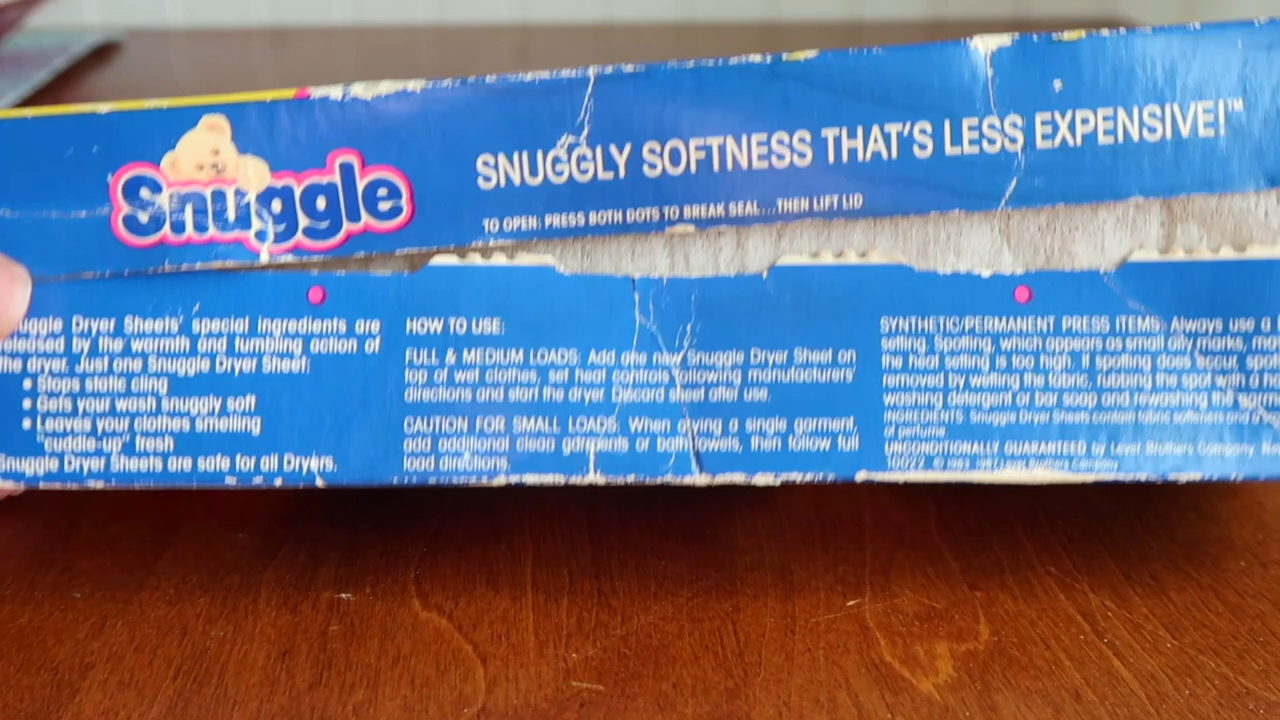 Snuggle
SNUGGLY SOFTNESS THAT'S LESS EXPENSIVE!™
TO OPEN: PRESS BOTH DOTS TO BREAK SEAL...THEN LIFT LID
uggle Dryer Sheets' special ingredients are
eleased by the warmth and tumbling action of
the dryer. Just one Snuggle Dryer Sheet:
• Stops static cling
• Gets your wash snuggly soft
• Leaves your clothes smelling
"cuddle-up" fresh
Snuggle Dryer Sheets are safe for all Dryers.
HOW TO USE:
FULL & MEDIUM LOADS: Add one new Snuggle Dryer Sheet on
top of wet clothes, set heat controls following manufacturers'
directions and start the dryer. Discard sheet after use.
CAUTION FOR SMALL LOADS: When drying a single garment,
add additional clean garments or bath towels, then follow full
load directions.
SYNTHETIC/PERMANENT PRESS ITEMS: Always use a
setting. Spotting, which appears as small oily marks, may
the heat setting is too high. If spotting does occur, spot
removed by wetting the fabric, rubbing the spot with a
washing detergent or bar soap and rewashing the
INGREDIENTS: Snuggle Dryer Sheets contain fabric softeners and a
of perfume.
UNCONDITIONALLY GUARANTEED by Lever Brothers Company,
10022 © 1983, 1987 Lever Brothers Company